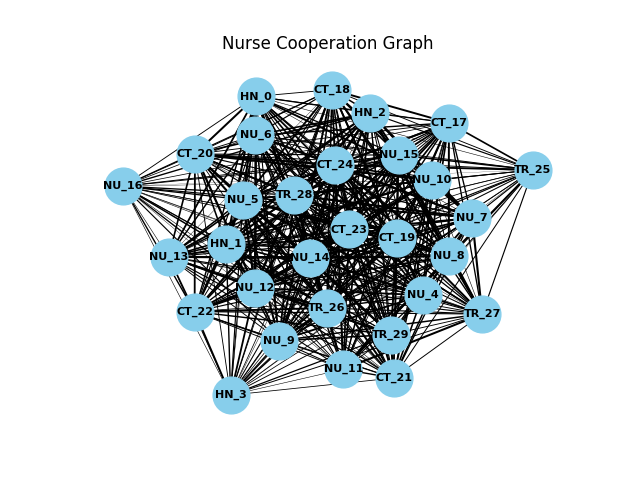 Nurse Cooperation Graph
CT_18
HN_0
HN_2
CT_17
NU_6
CT_20
NU_15
CT_24
TR_25
NU_10
NU_16
TR_28
NU_5
NU_7
CT_23
CT_19
HN_1
NU_8
NU_13
NU_14
NU_12
NU_4
TR_26
CT_22
TR_27
TR_29
NU_9
NU_11
CT_21
HN_3